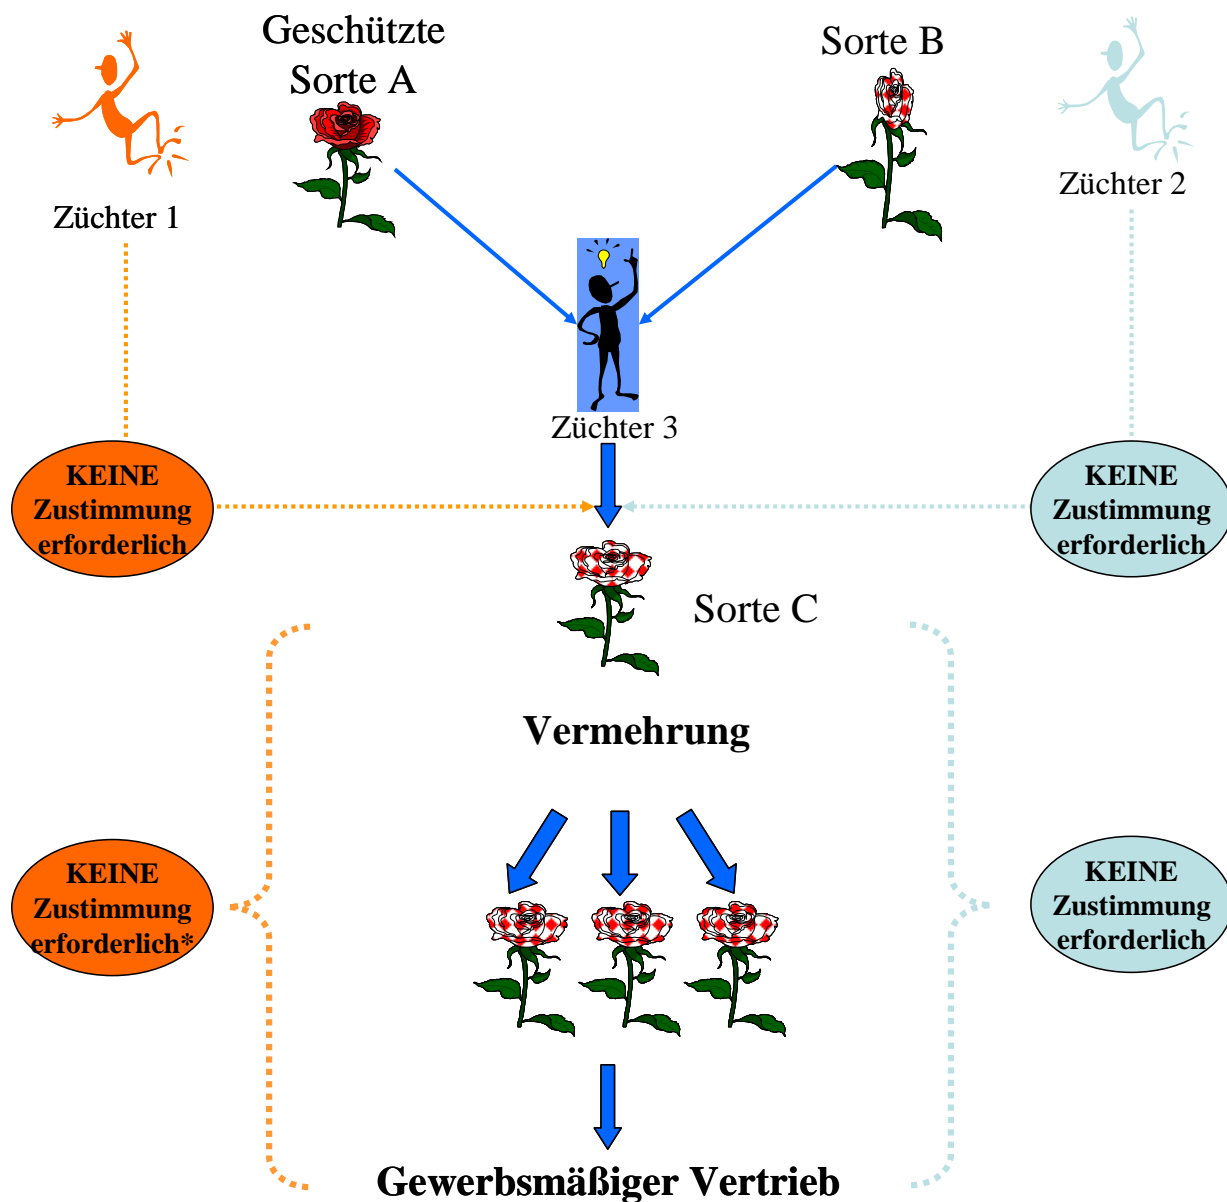 Geschützte
Sorte A
Sorte B
Züchter 1
Züchter 2
Züchter 3
KEINE
Zustimmung
erforderlich
KEINE
Zustimmung
erforderlich
Sorte C
Vermehrung
KEINE
Zustimmung
erforderlich*
KEINE
Zustimmung
erforderlich
Gewerbsmäßiger Vertrieb